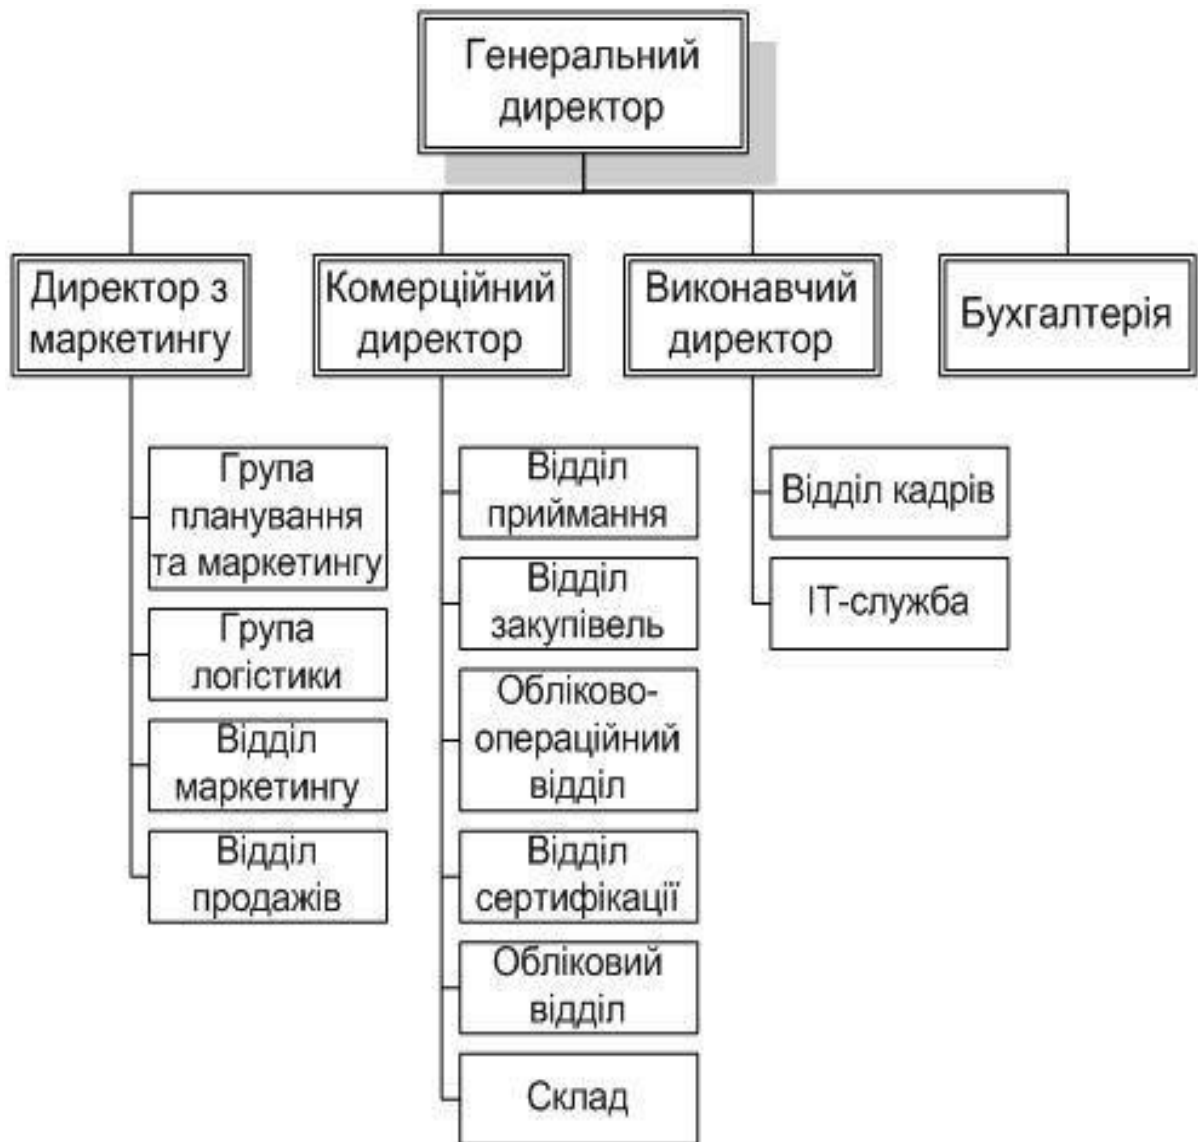 Генеральний
директор
Директор з
маркетингу
Комерційний
директор
Виконавчий
директор
Бухгалтерія
Група
планування
та маркетингу
Група
логістики
Відділ
маркетингу
Відділ
продажів
Відділ
приймання
Відділ
закупівель
Обліково-
операційний
відділ
Відділ
сертифікації
Обліковий
відділ
Склад
Відділ кадрів
ІТ-служба